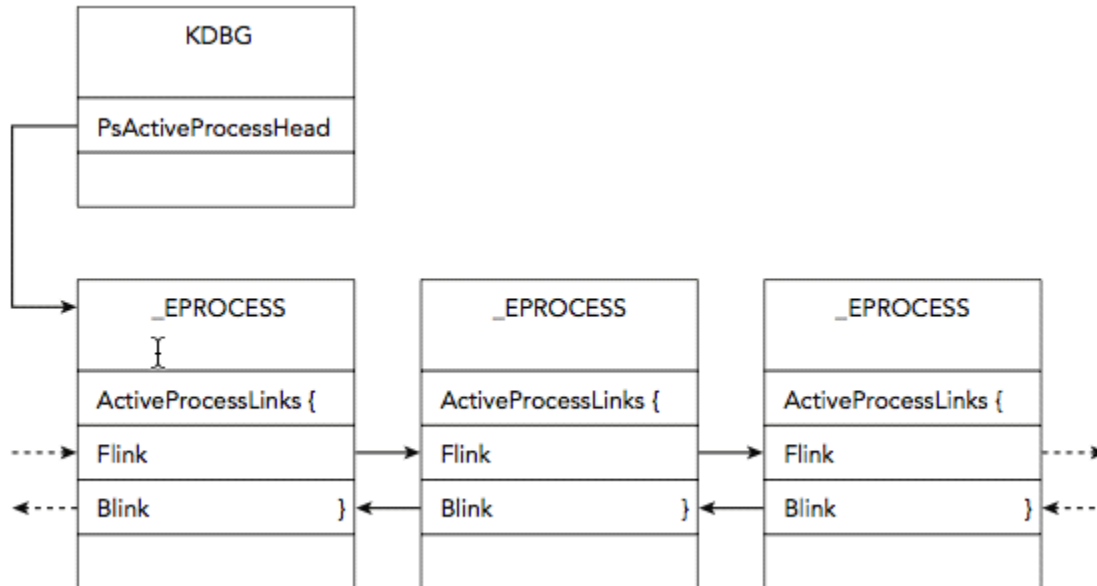 KDBG
PsActiveProcessHead
_EPROCESS _EPROCESS _EPROCESS
ActiveProcessLinks { ActiveProcessLinks { ActiveProcessLinks {
Flink Flink Flink
Blink } Blink } Blink }